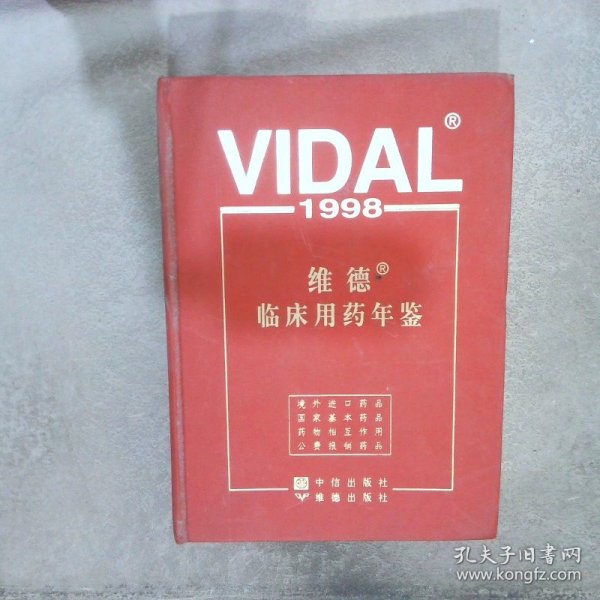 VIDAL®
1998
维德®
临床用药年鉴
境外进口药品
国家基本药品
药物相互作用
公费报销药品
中信出版社
维德出版社
孔夫子旧书网
www.kongfz.com